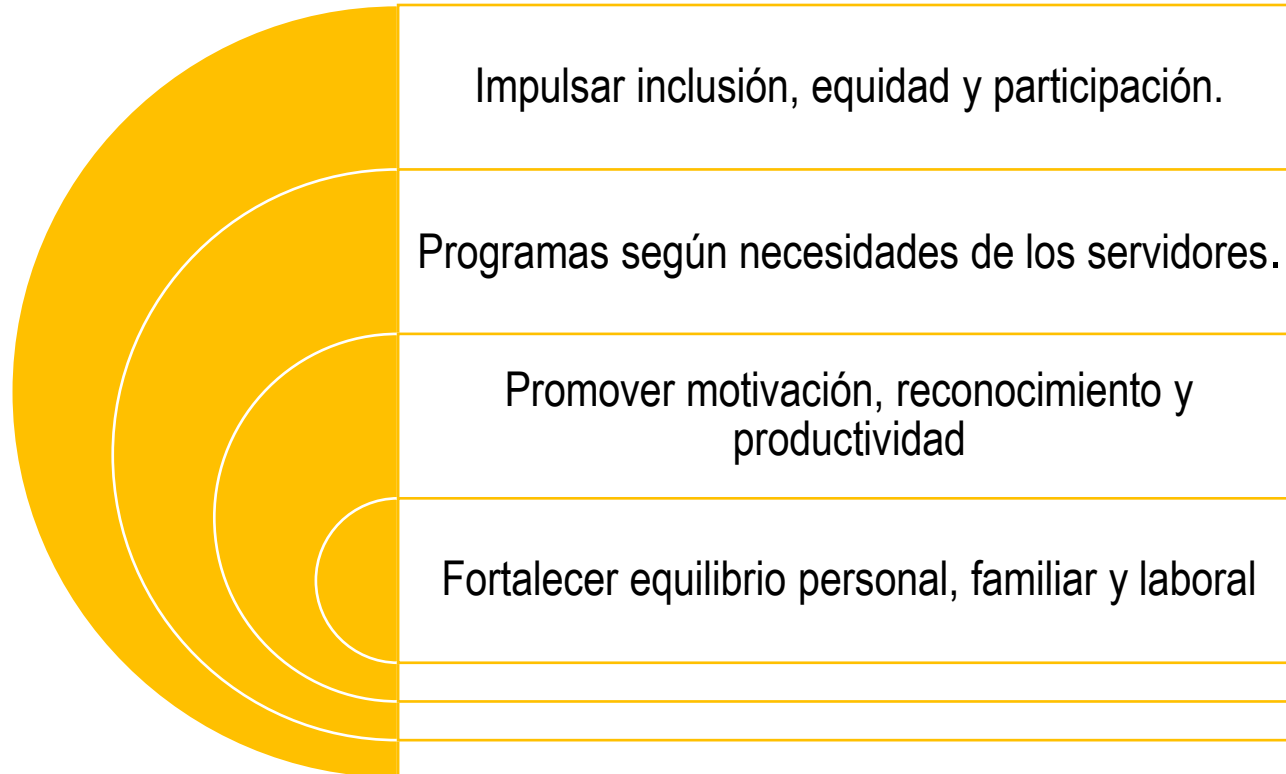 Impulsar inclusión, equidad y participación.
Programas según necesidades de los servidores.
Promover motivación, reconocimiento y
productividad
Fortalecer equilibrio personal, familiar y laboral